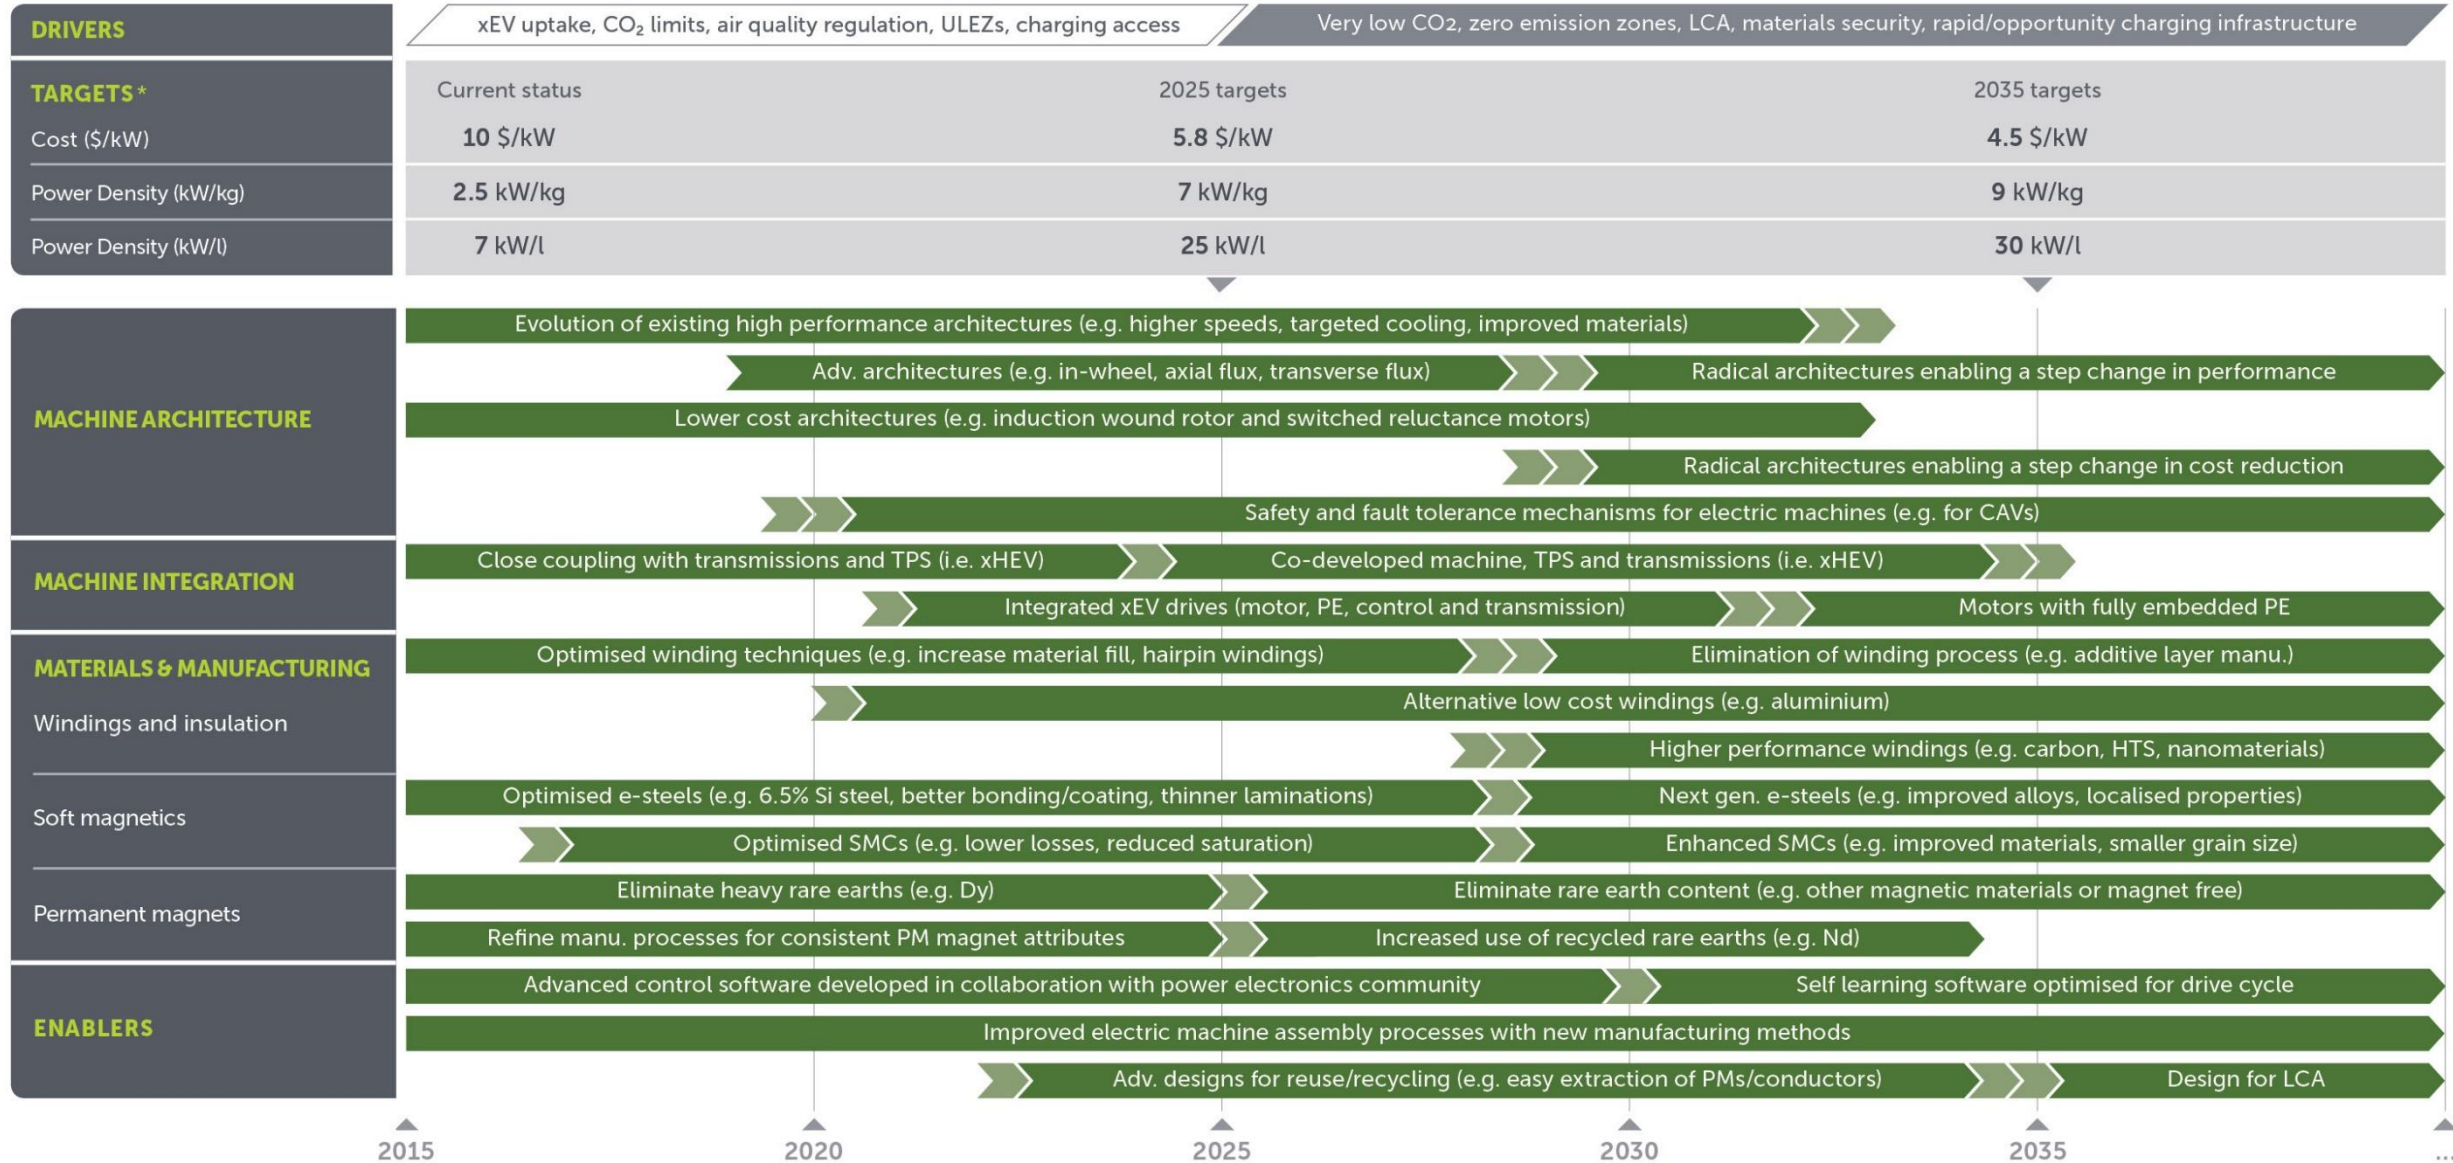 DRIVERS
xEV uptake, CO₂ limits, air quality regulation, ULEZs, charging access
Very low CO2, zero emission zones, LCA, materials security, rapid/opportunity charging infrastructure
TARGETS*
Current status
2025 targets
2035 targets
Cost ($/kW)
10 $/kW
5.8 $/kW
4.5 $/kW
Power Density (kW/kg)
2.5 kW/kg
7 kW/kg
9 kW/kg
Power Density (kW/l)
7 kW/l
25 kW/l
30 kW/l
MACHINE ARCHITECTURE
Evolution of existing high performance architectures (e.g. higher speeds, targeted cooling, improved materials)
Adv. architectures (e.g. in-wheel, axial flux, transverse flux)
Radical architectures enabling a step change in performance
Lower cost architectures (e.g. induction wound rotor and switched reluctance motors)
Radical architectures enabling a step change in cost reduction
Safety and fault tolerance mechanisms for electric machines (e.g. for CAVs)
MACHINE INTEGRATION
Close coupling with transmissions and TPS (i.e. xHEV)
Co-developed machine, TPS and transmissions (i.e. xHEV)
Integrated xEV drives (motor, PE, control and transmission)
Motors with fully embedded PE
MATERIALS & MANUFACTURING
Windings and insulation
Optimised winding techniques (e.g. increase material fill, hairpin windings)
Elimination of winding process (e.g. additive layer manu.)
Alternative low cost windings (e.g. aluminium)
Higher performance windings (e.g. carbon, HTS, nanomaterials)
Soft magnetics
Optimised e-steels (e.g. 6.5% Si steel, better bonding/coating, thinner laminations)
Next gen. e-steels (e.g. improved alloys, localised properties)
Optimised SMCs (e.g. lower losses, reduced saturation)
Enhanced SMCs (e.g. improved materials, smaller grain size)
Permanent magnets
Eliminate heavy rare earths (e.g. Dy)
Eliminate rare earth content (e.g. other magnetic materials or magnet free)
Refine manu. processes for consistent PM magnet attributes
Increased use of recycled rare earths (e.g. Nd)
ENABLERS
Advanced control software developed in collaboration with power electronics community
Self learning software optimised for drive cycle
Improved electric machine assembly processes with new manufacturing methods
Adv. designs for reuse/recycling (e.g. easy extraction of PMs/conductors)
Design for LCA
2015
2020
2025
2030
2035
...